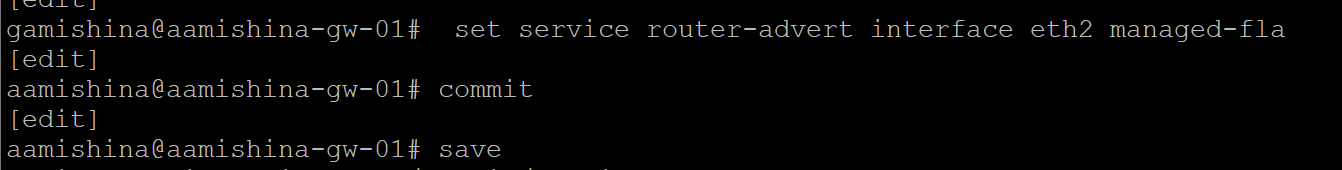 [edit]
gamishina@aamishina-gw-01#  set service router-advert interface eth2 managed-fla
[edit]
aamishina@aamishina-gw-01# commit
[edit]
aamishina@aamishina-gw-01# save